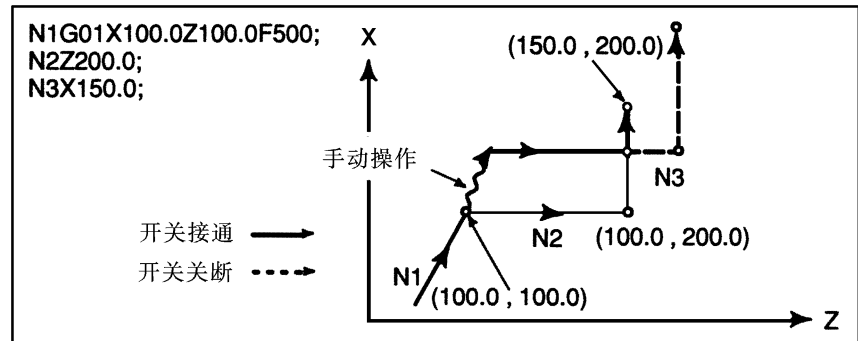 N1G01X100.0Z100.0F500;
N2Z200.0;
N3X150.0;
X
(150.0 , 200.0)
手动操作
N3
N2
(100.0 , 200.0)
开关接通
开关关断
N1
(100.0 , 100.0)
Z